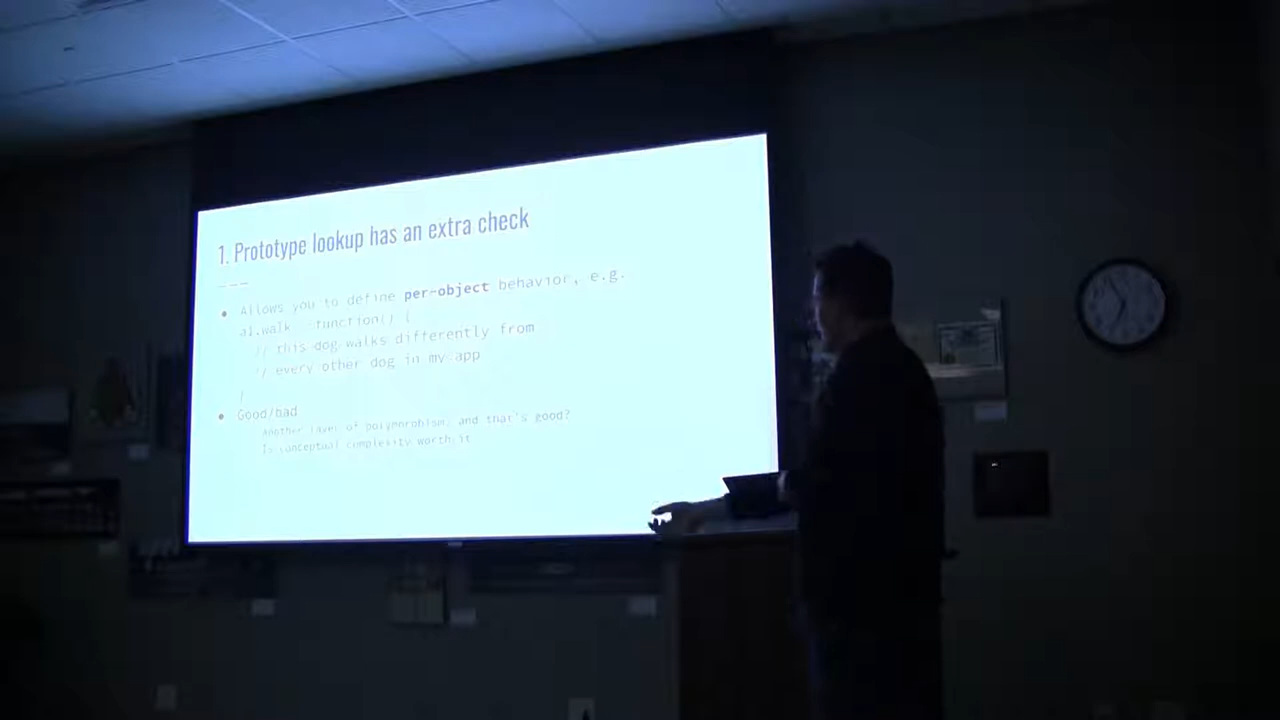 1. Prototype lookup has an extra check
Allows you to define per-object behavior, e.g.
a1.walk = function() {
// this dog walks differently from
// every other dog in my app
}
Good/bad
Another layer of polymorphism, and that's good?
Is conceptual complexity worth it